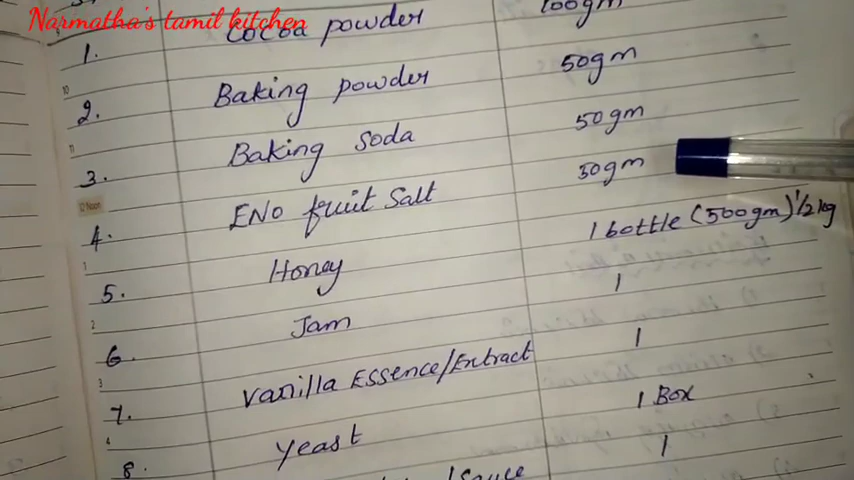 Narmatha's tamil kitchen
1. Cocoa powder 100gm
2. Baking powder 50gm
3. Baking Soda 50gm
4. ENO fruit Salt 50gm
5. Honey 1 bottle (500gm) 1/2 kg
6. Jam 1
7. Vanilla Essence/Extract 1
8. Yeast 1 Box
/Sauce 1